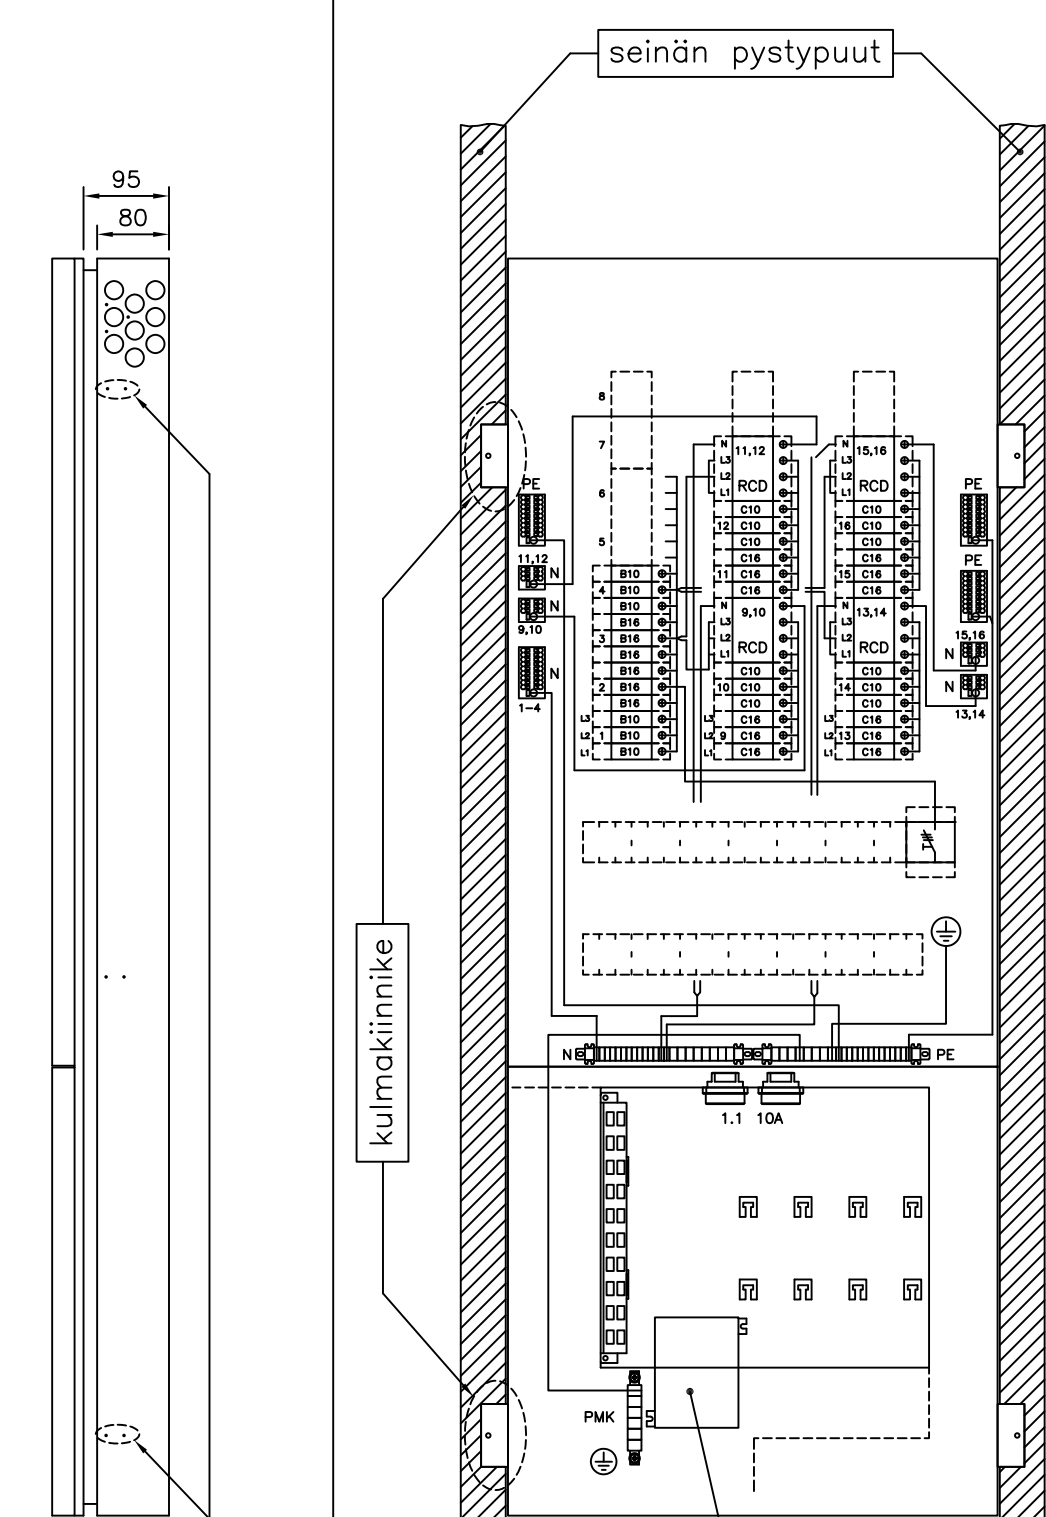 seinän pystypuut
95
80
8
7
6
5
PE
11,12
N
9,10
N
N
1-4
B10
4 B10
B10
B16
3 B16
B16
B16
2 B16
B16
L3 B10
L2 1 B10
L1 B10
N 11,12
L3
L2 RCD
L1
C10
12 C10
C10
C16
11 C16
C16
N 9,10
L3
L2 RCD
L1
C10
10 C10
C10
L3 C16
L2 9 C16
L1 C16
N 15,16
L3
L2 RCD
L1
C10
16 C10
C10
C16
15 C16
C16
N 13,14
L3
L2 RCD
L1
C10
14 C10
C10
L3 C16
L2 13 C16
L1 C16
PE
PE
15,16
N
N
13,14
kulmakiinnike
N
PE
1.1 10A
PMK